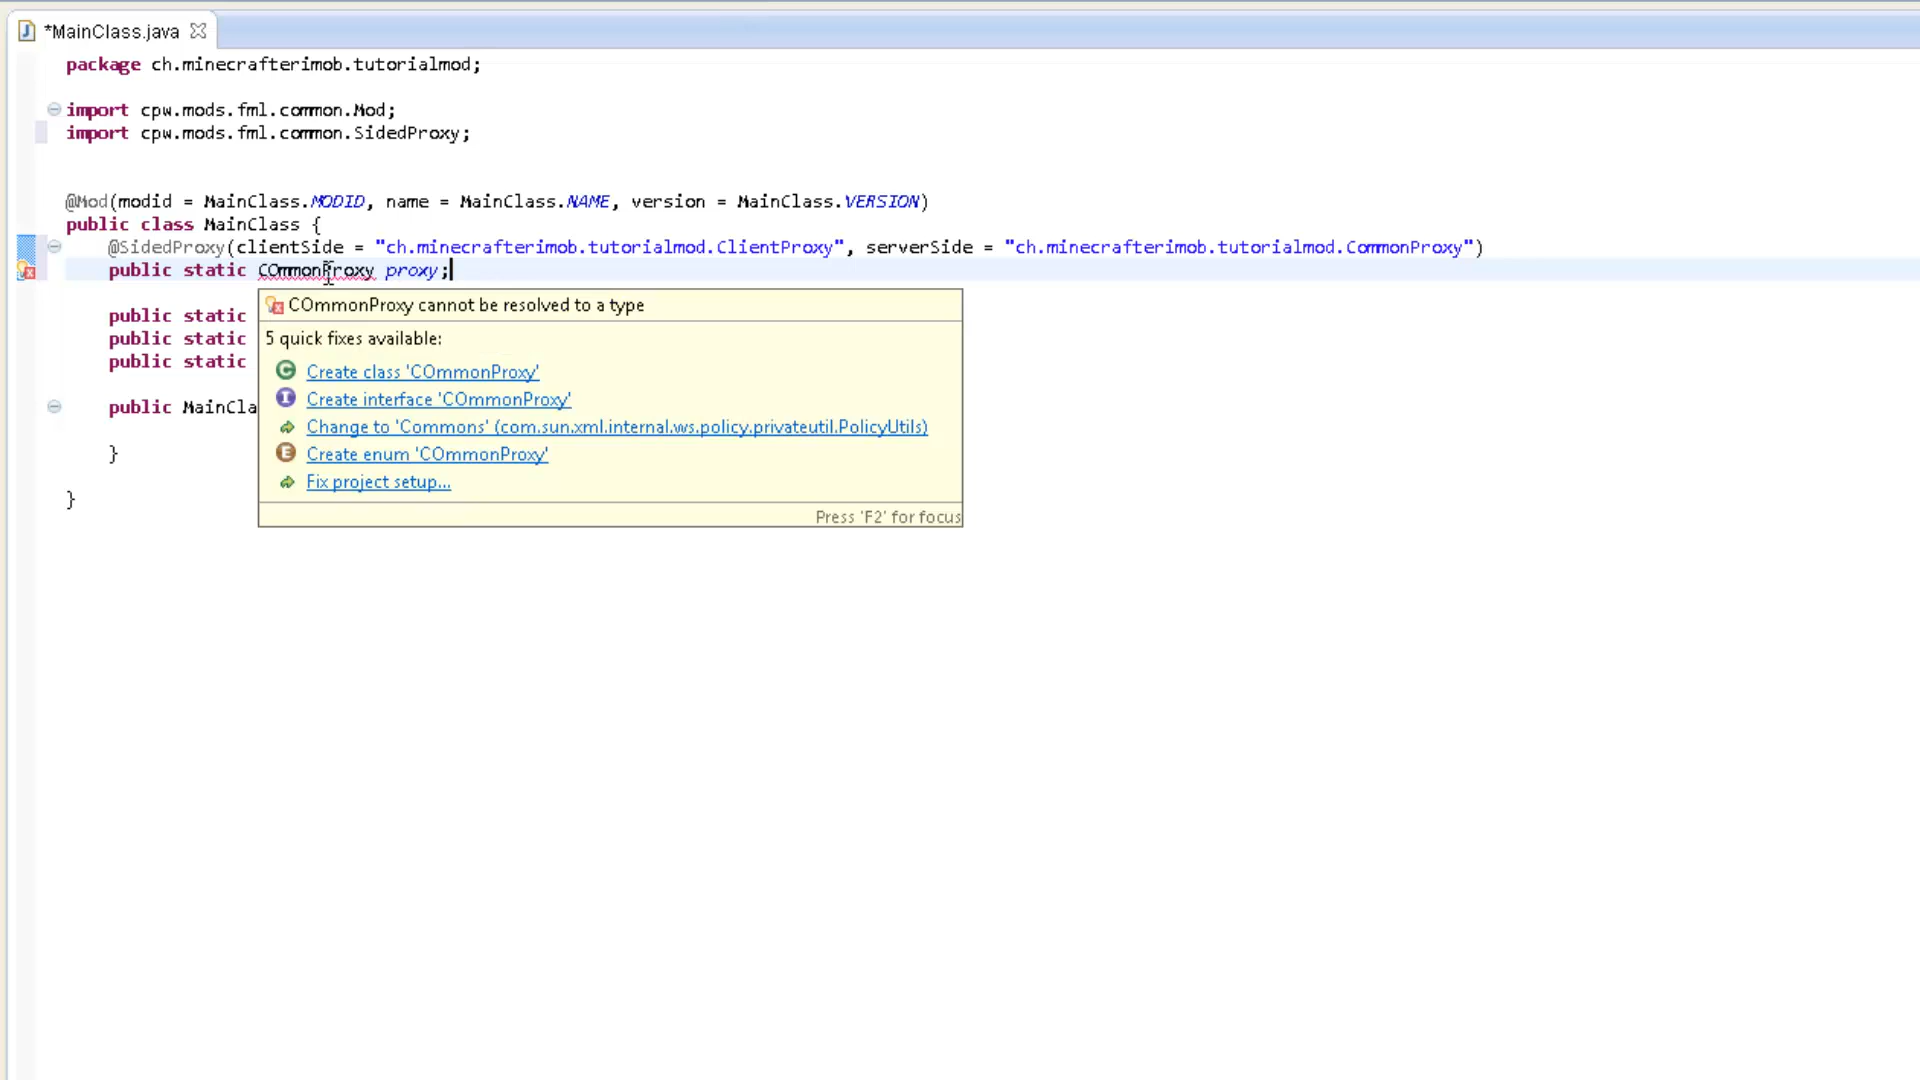 *MainClass.java
package ch.minecrafterimob.tutorialmod;
import cpw.mods.fml.common.Mod;
import cpw.mods.fml.common.SidedProxy;
@Mod(modid = MainClass.MODID, name = MainClass.NAME, version = MainClass.VERSION)
public class MainClass {
@SidedProxy(clientSide = "ch.minecrafterimob.tutorialmod.ClientProxy", serverSide = "ch.minecrafterimob.tutorialmod.CommonProxy")
public static COmmonProxy proxy;
COmmonProxy cannot be resolved to a type
public static
5 quick fixes available:
public static
public static
Create class 'COmmonProxy'
Create interface 'COmmonProxy'
public MainCla
Change to 'Commons' (com.sun.xml.internal.ws.policy.privateutil.PolicyUtils)
}
Create enum 'COmmonProxy'
Fix project setup...
}
Press 'F2' for focus